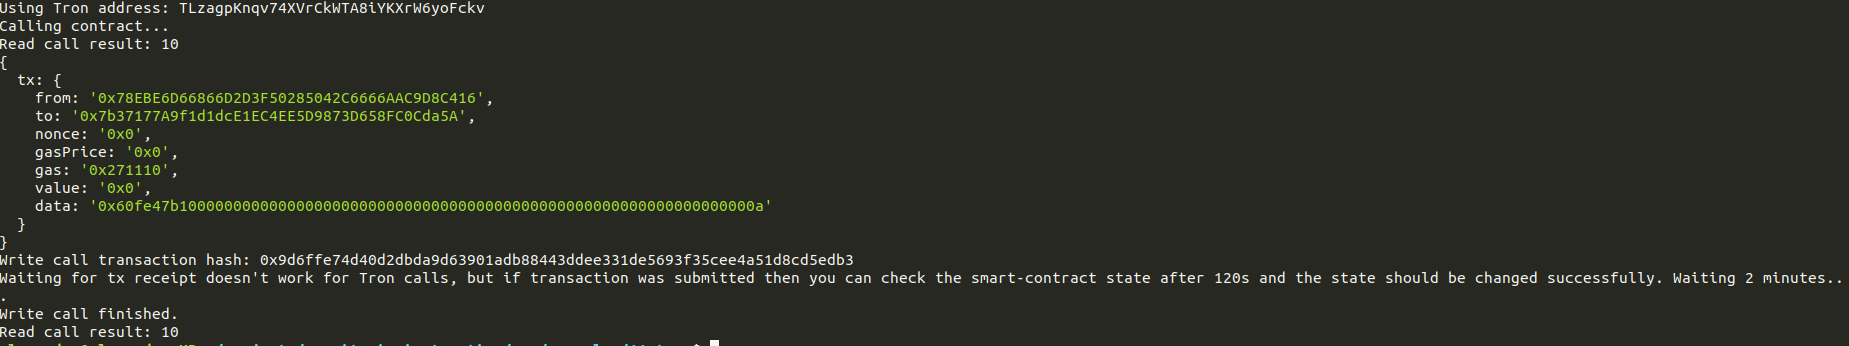 Using Tron address: TLzagpKnqv74XVrCkWTA8iYKXrW6yoFckv
Calling contract...
Read call result: 10
{
  tx: {
    from: '0x78EBE6D66866D2D3F50285042C6666AAC9D8C416',
    to: '0x7b37177A9f1d1dcE1EC4EE5D9873D658FC0Cda5A',
    nonce: '0x0',
    gasPrice: '0x0',
    gas: '0x271110',
    value: '0x0',
    data: '0x60fe47b1000000000000000000000000000000000000000000000000000000000000000a'
  }
}
Write call transaction hash: 0x9d6ffe74d40d2dbda9d63901adb88443ddee331de5693f35cee4a51d8cd5edb3
Waiting for tx receipt doesn't work for Tron calls, but if transaction was submitted then you can check the smart-contract state after 120s and the state should be changed successfully. Waiting 2 minutes..
.
Write call finished.
Read call result: 10